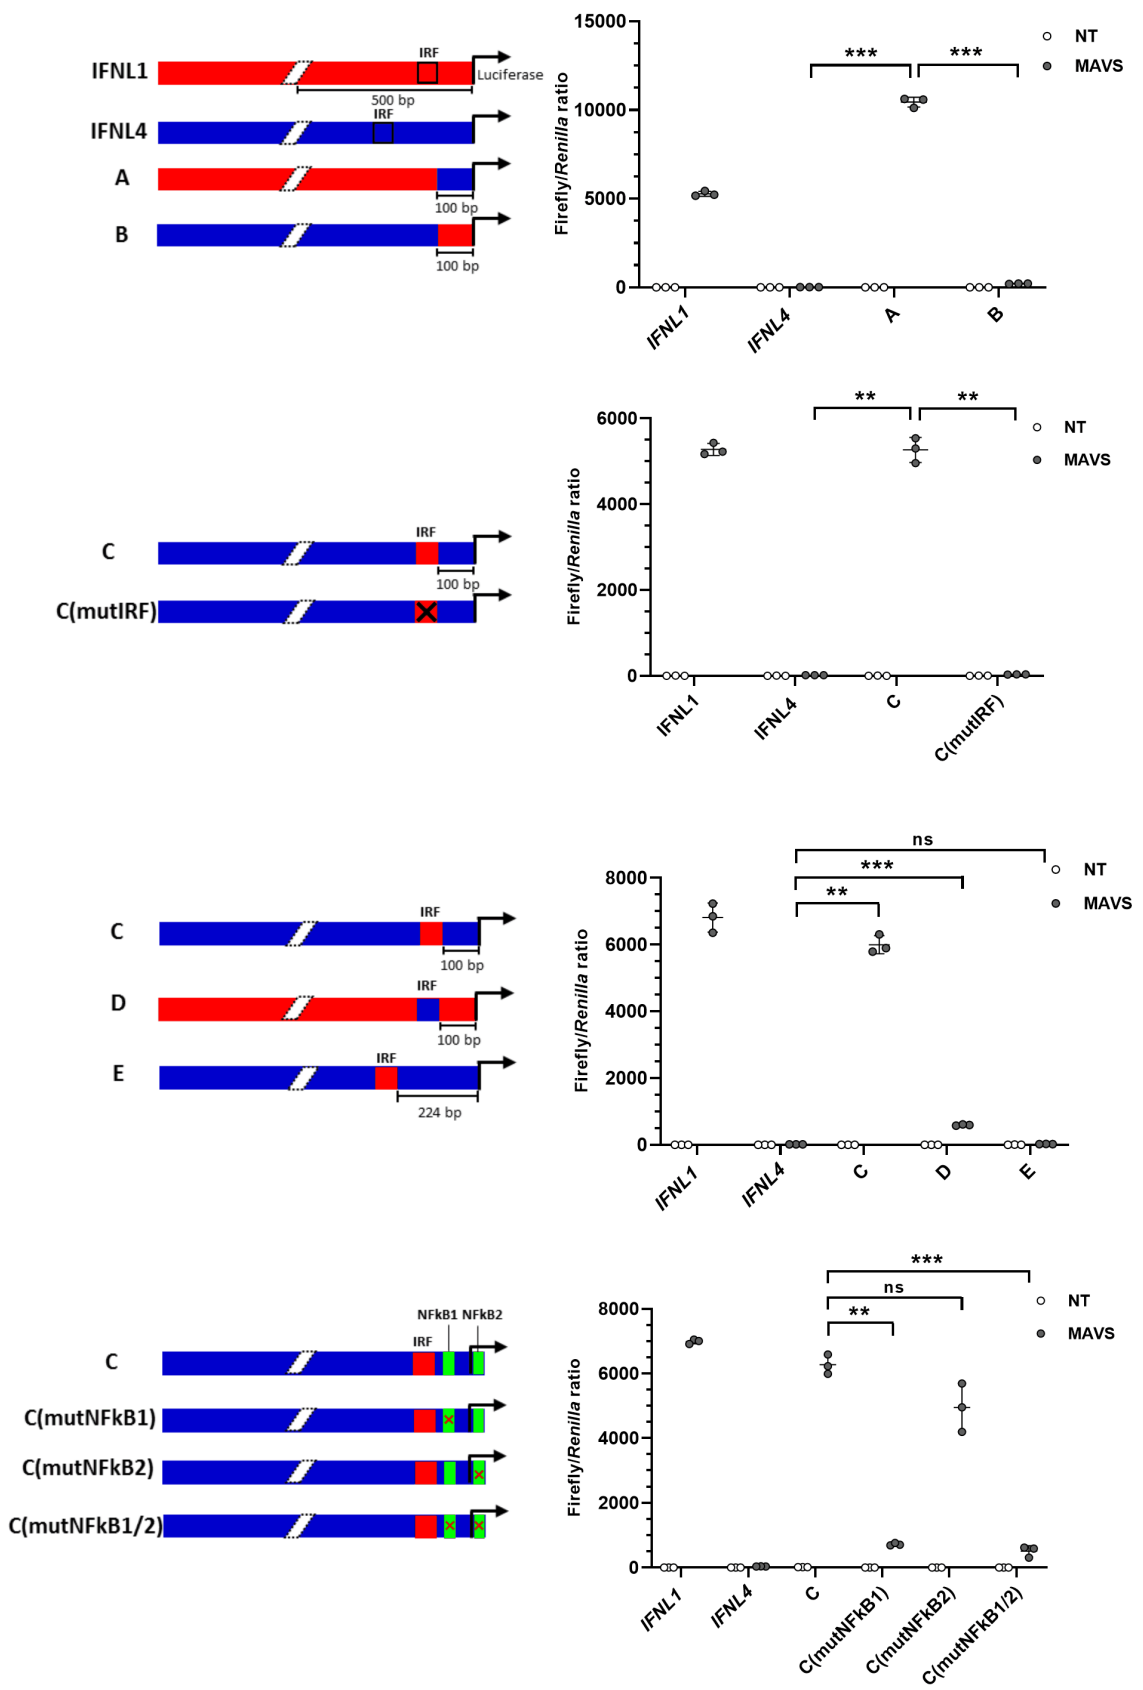 IFNL1
IRF
Luciferase
500 bp
IFNL4
IRF
A
100 bp
B
100 bp
Firefly/Renilla ratio
15000
10000
5000
0
*** ***
NT
MAVS
IFNL1 IFNL4 A B
C
IRF
100 bp
C(mutIRF)
Firefly/Renilla ratio
6000
4000
2000
0
** **
NT
MAVS
IFNL1 IFNL4 C C(mutIRF)
C
IRF
100 bp
D
IRF
100 bp
E
IRF
224 bp
Firefly/Renilla ratio
8000
6000
4000
2000
0
ns
***
**
NT
MAVS
IFNL1 IFNL4 C D E
NFkB1 NFkB2
IRF
C
C(mutNFkB1)
C(mutNFkB2)
C(mutNFkB1/2)
Firefly/Renilla ratio
8000
6000
4000
2000
0
***
ns
**
NT
MAVS
IFNL1 IFNL4 C C(mutNFkB1) C(mutNFkB2) C(mutNFkB1/2)